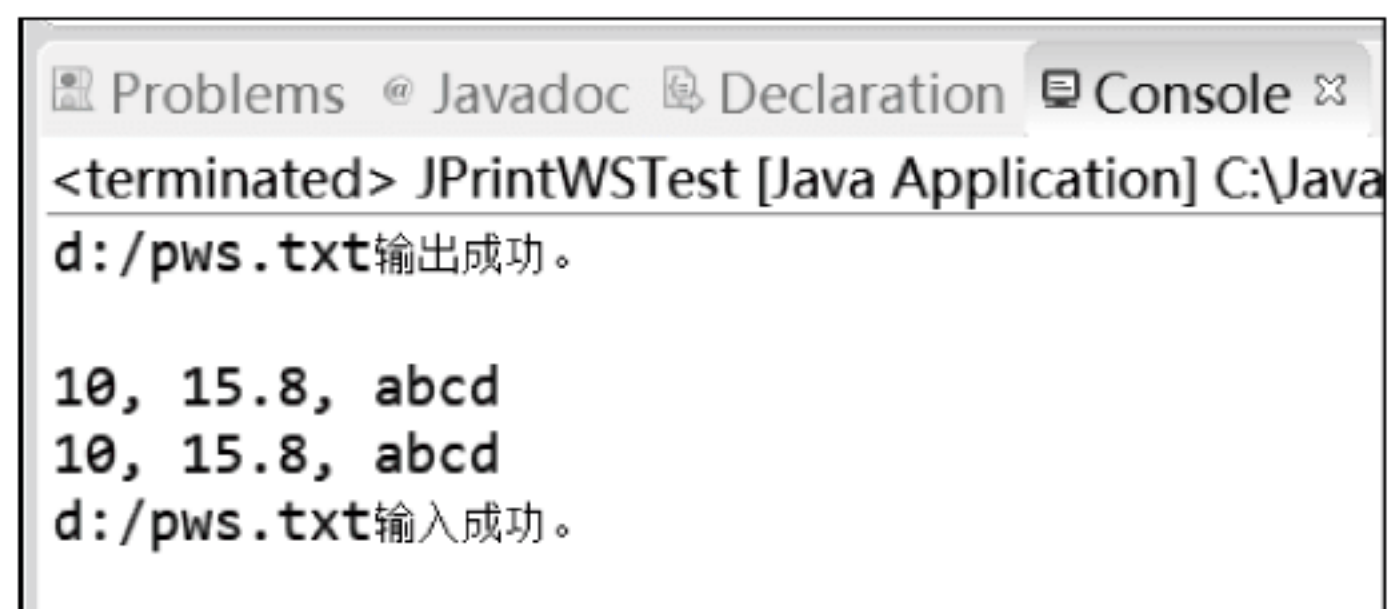 Problems @ Javadoc Declaration Console
<terminated> JPrintWSTest [Java Application] C:\Java
d:/pws.txt输出成功。
10, 15.8, abcd
10, 15.8, abcd
d:/pws.txt输入成功。